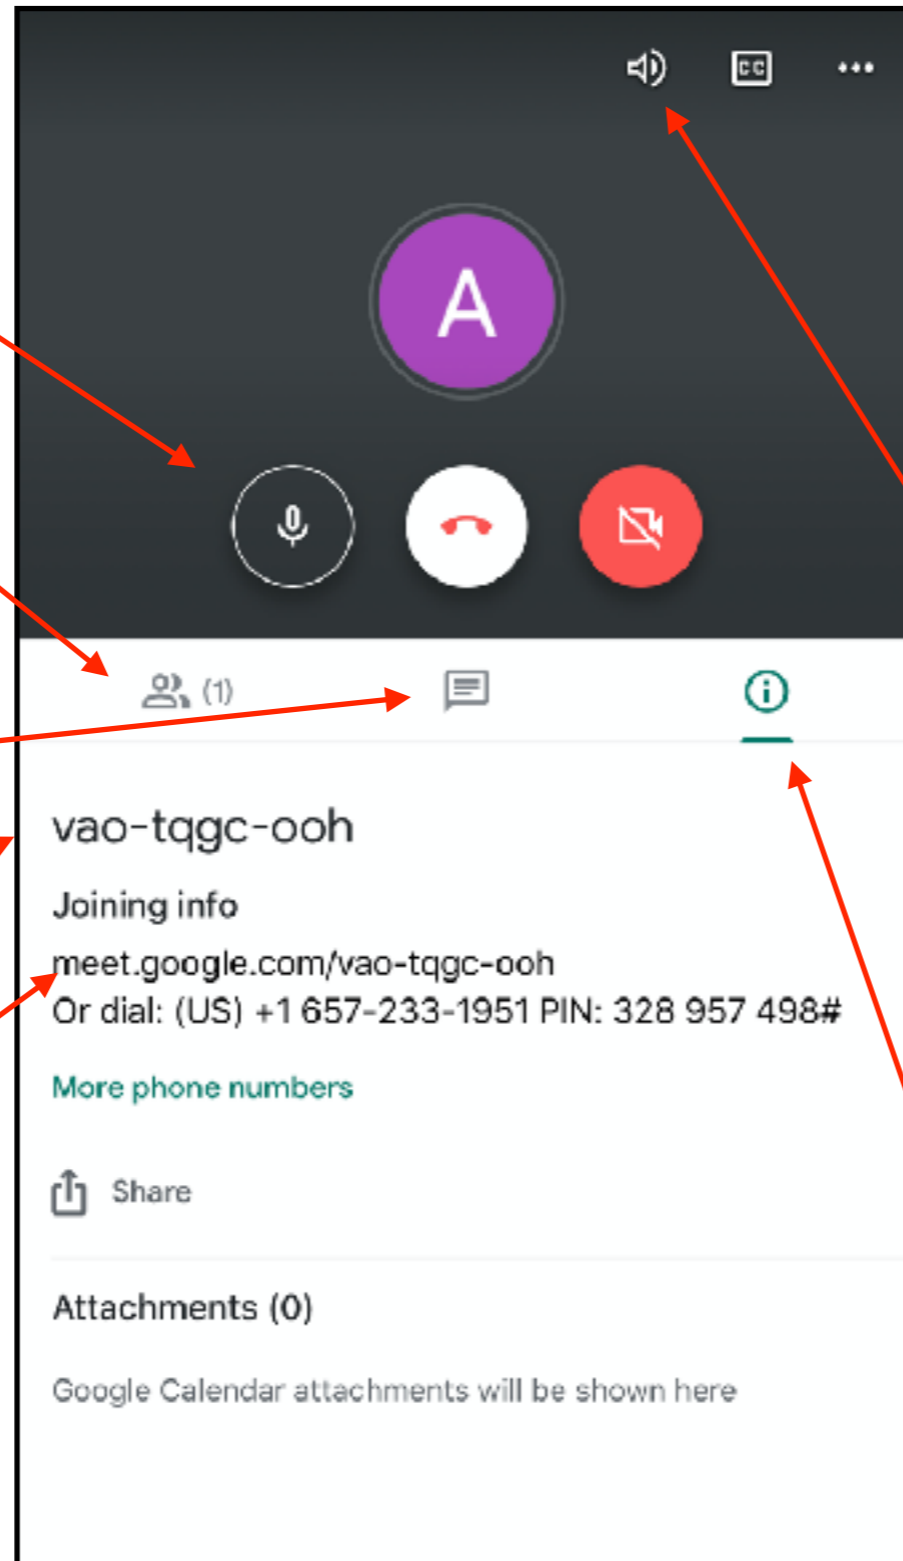 CC
A
(1)
vao-tqgc-ooh
Joining info
meet.google.com/vao-tqgc-ooh
Or dial: (US) +1 657-233-1951 PIN: 328 957 498#
More phone numbers
Share
Attachments (0)
Google Calendar attachments will be shown here